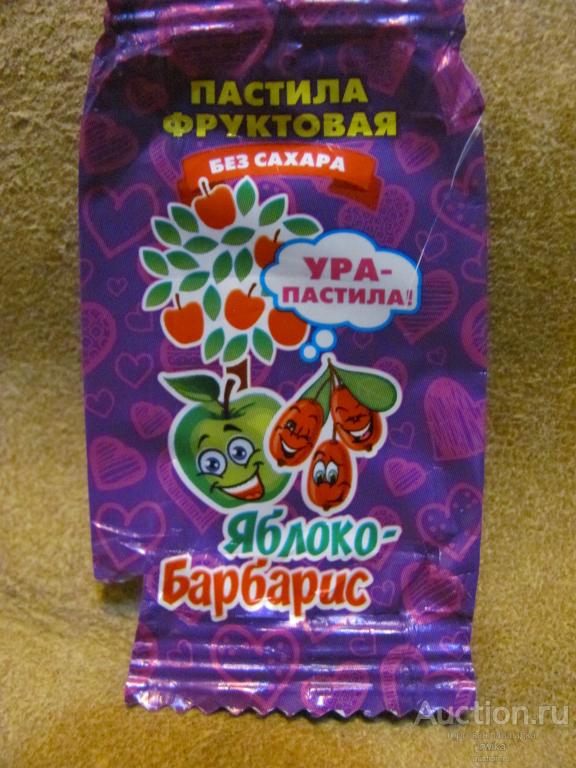 ПАСТИЛА
ФРУКТОВАЯ
БЕЗ САХАРА
УРА-
ПАСТИЛА!
Яблоко-
Барбарис
Auction.ru